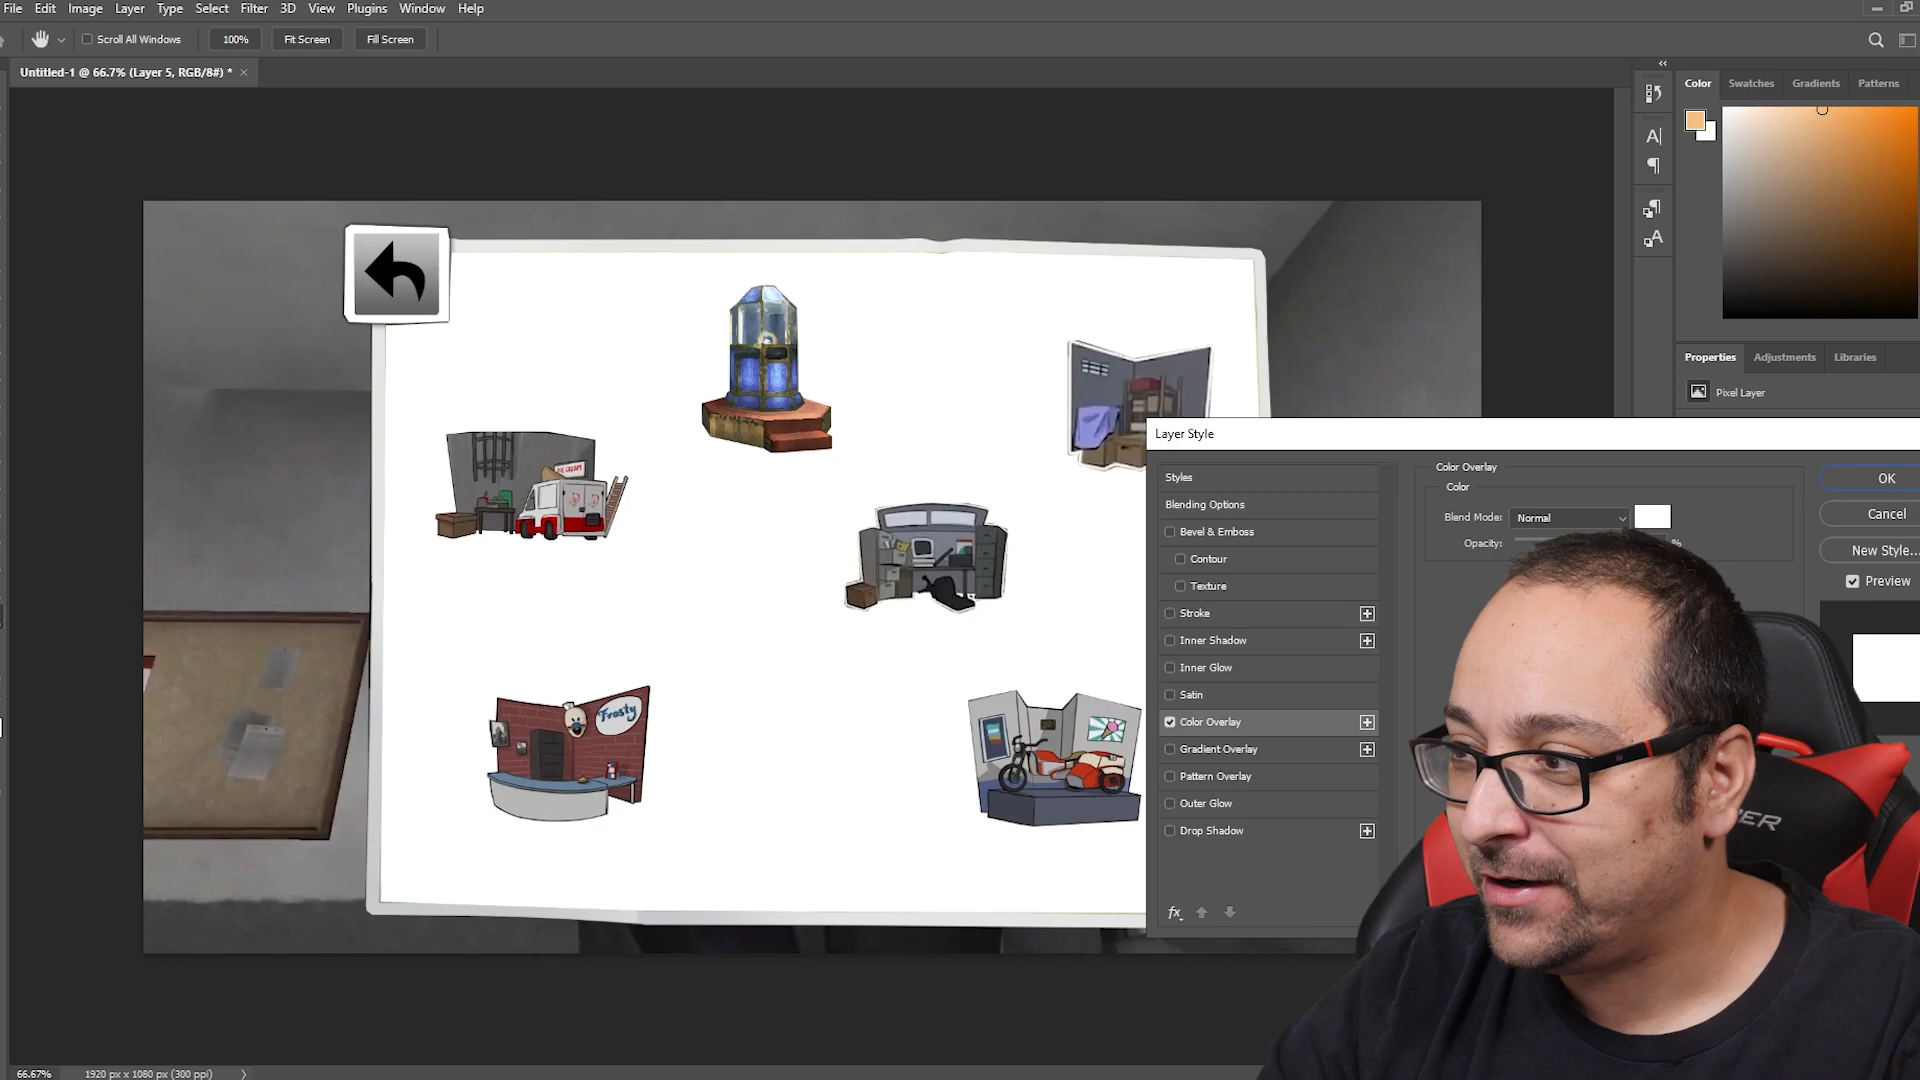 File Edit Image Layer Type Select Filter 3D View Plugins Window Help
Scroll All Windows 100% Fit Screen Fill Screen
Untitled-1 @ 66.7% (Layer 5, RGB/8#) * ×
Color Swatches Gradients Patterns
Properties Adjustments Libraries
Pixel Layer
ICE CREAM
Frosty
Layer Style
Styles
Blending Options
Bevel & Emboss
Contour
Texture
Stroke
Inner Shadow
Inner Glow
Satin
Color Overlay
Gradient Overlay
Pattern Overlay
Outer Glow
Drop Shadow
fx
Color Overlay
Color
Blend Mode: Normal
Opacity: %
OK
Cancel
New Style...
Preview
66.67% 1920 px x 1080 px (300 ppi)